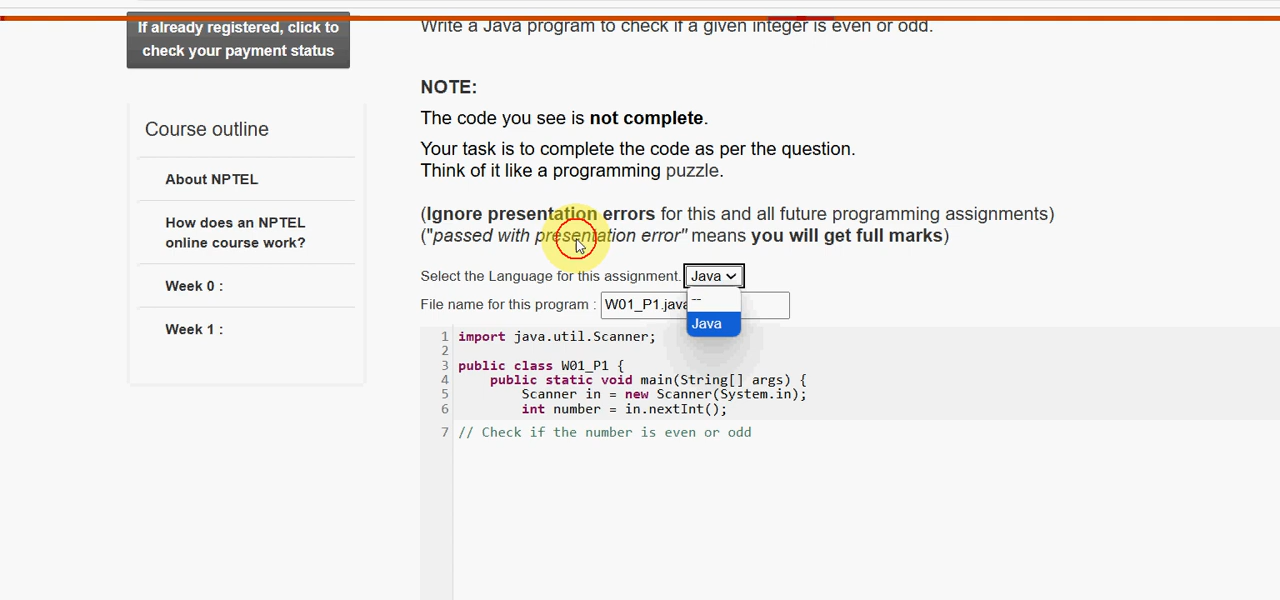 If already registered, click to
check your payment status
Course outline
About NPTEL
How does an NPTEL
online course work?
Week 0 :
Week 1 :
Write a Java program to check if a given integer is even or odd.
NOTE:
The code you see is not complete.
Your task is to complete the code as per the question.
Think of it like a programming puzzle.
(Ignore presentation errors for this and all future programming assignments)
("passed with presentation error" means you will get full marks)
Select the Language for this assignment. Java
--
Java
File name for this program : W01_P1.java
1 import java.util.Scanner;
2
3 public class W01_P1 {
4 public static void main(String[] args) {
5 Scanner in = new Scanner(System.in);
6 int number = in.nextInt();
7 // Check if the number is even or odd